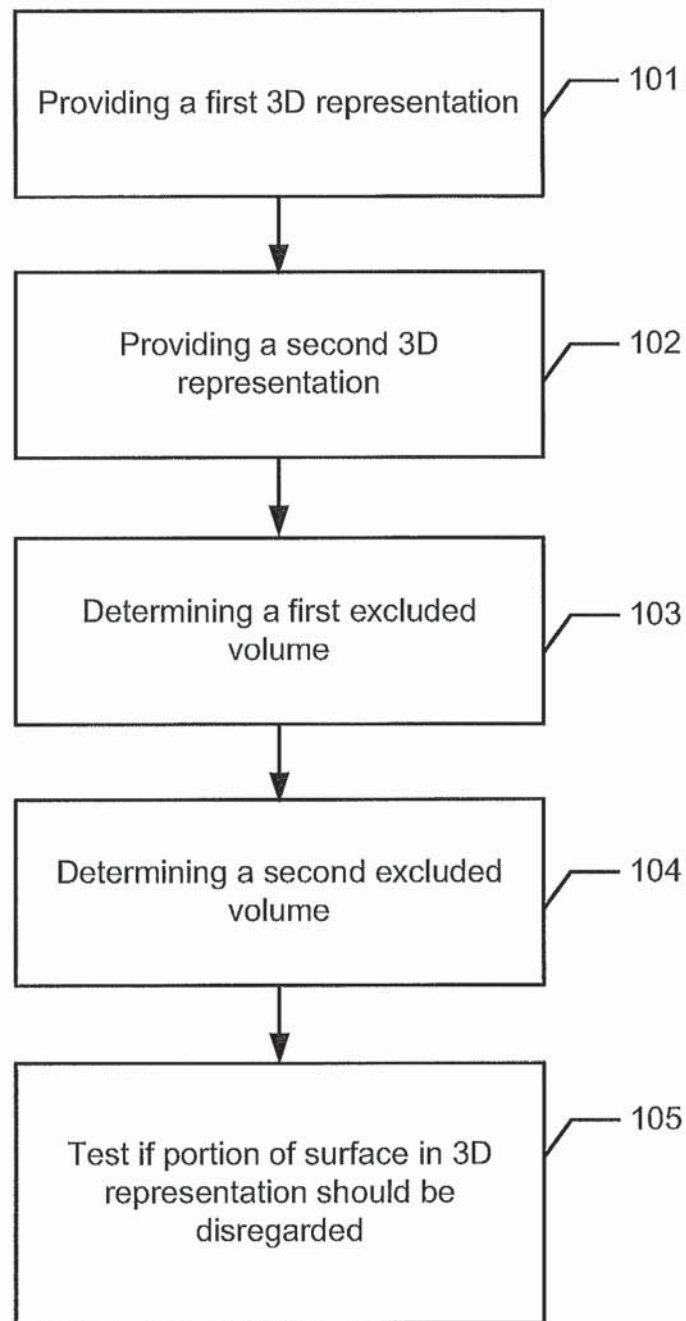 Providing a first 3D representation
101
Providing a second 3D
representation
102
Determining a first excluded
volume
103
Determining a second excluded
volume
104
Test if portion of surface in 3D
representation should be
disregarded
105